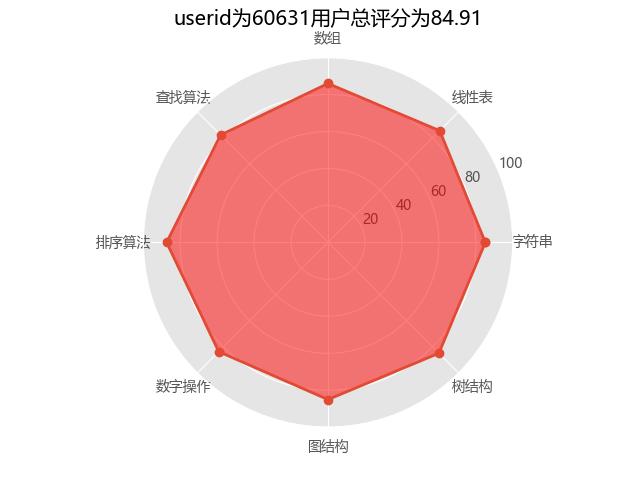 userid为60631用户总评分为84.91
数组
查找算法
线性表
100
80
60
40
20
排序算法
字符串
数字操作
树结构
图结构